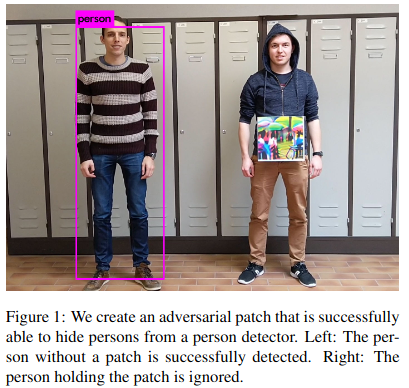 person
Figure 1: We create an adversarial patch that is successfully
able to hide persons from a person detector. Left: The per-
son without a patch is successfully detected. Right: The
person holding the patch is ignored.